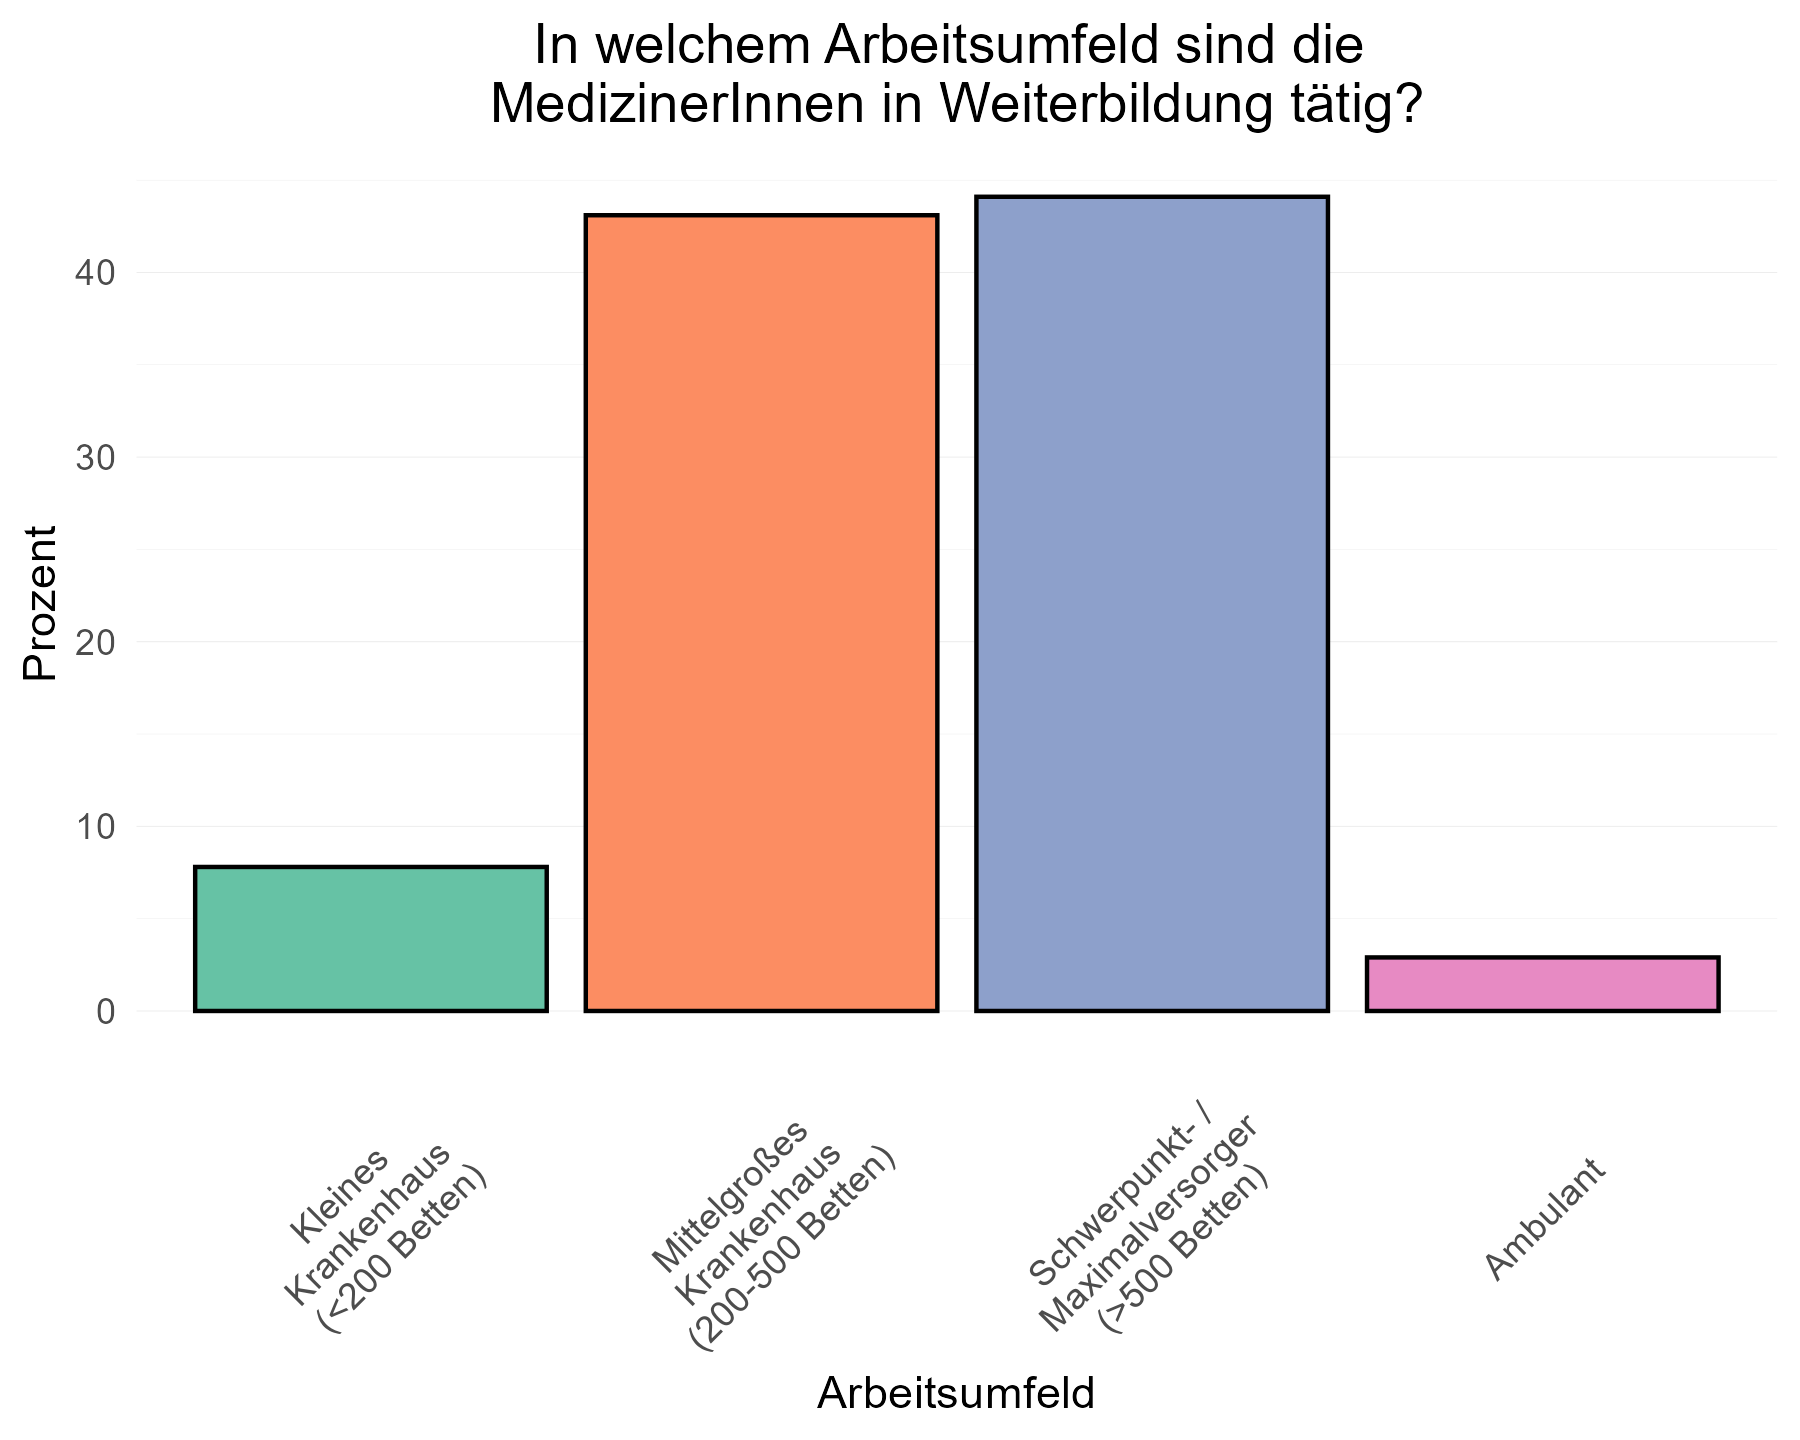 In welchem Arbeitsumfeld sind die
MedizinerInnen in Weiterbildung tätig?
Prozent
40
30
20
10
0
Kleines
Krankenhaus
(<200 Betten)
Mittelgroßes
Krankenhaus
(200-500 Betten)
Schwerpunkt- /
Maximalversorger
(>500 Betten)
Ambulant
Arbeitsumfeld